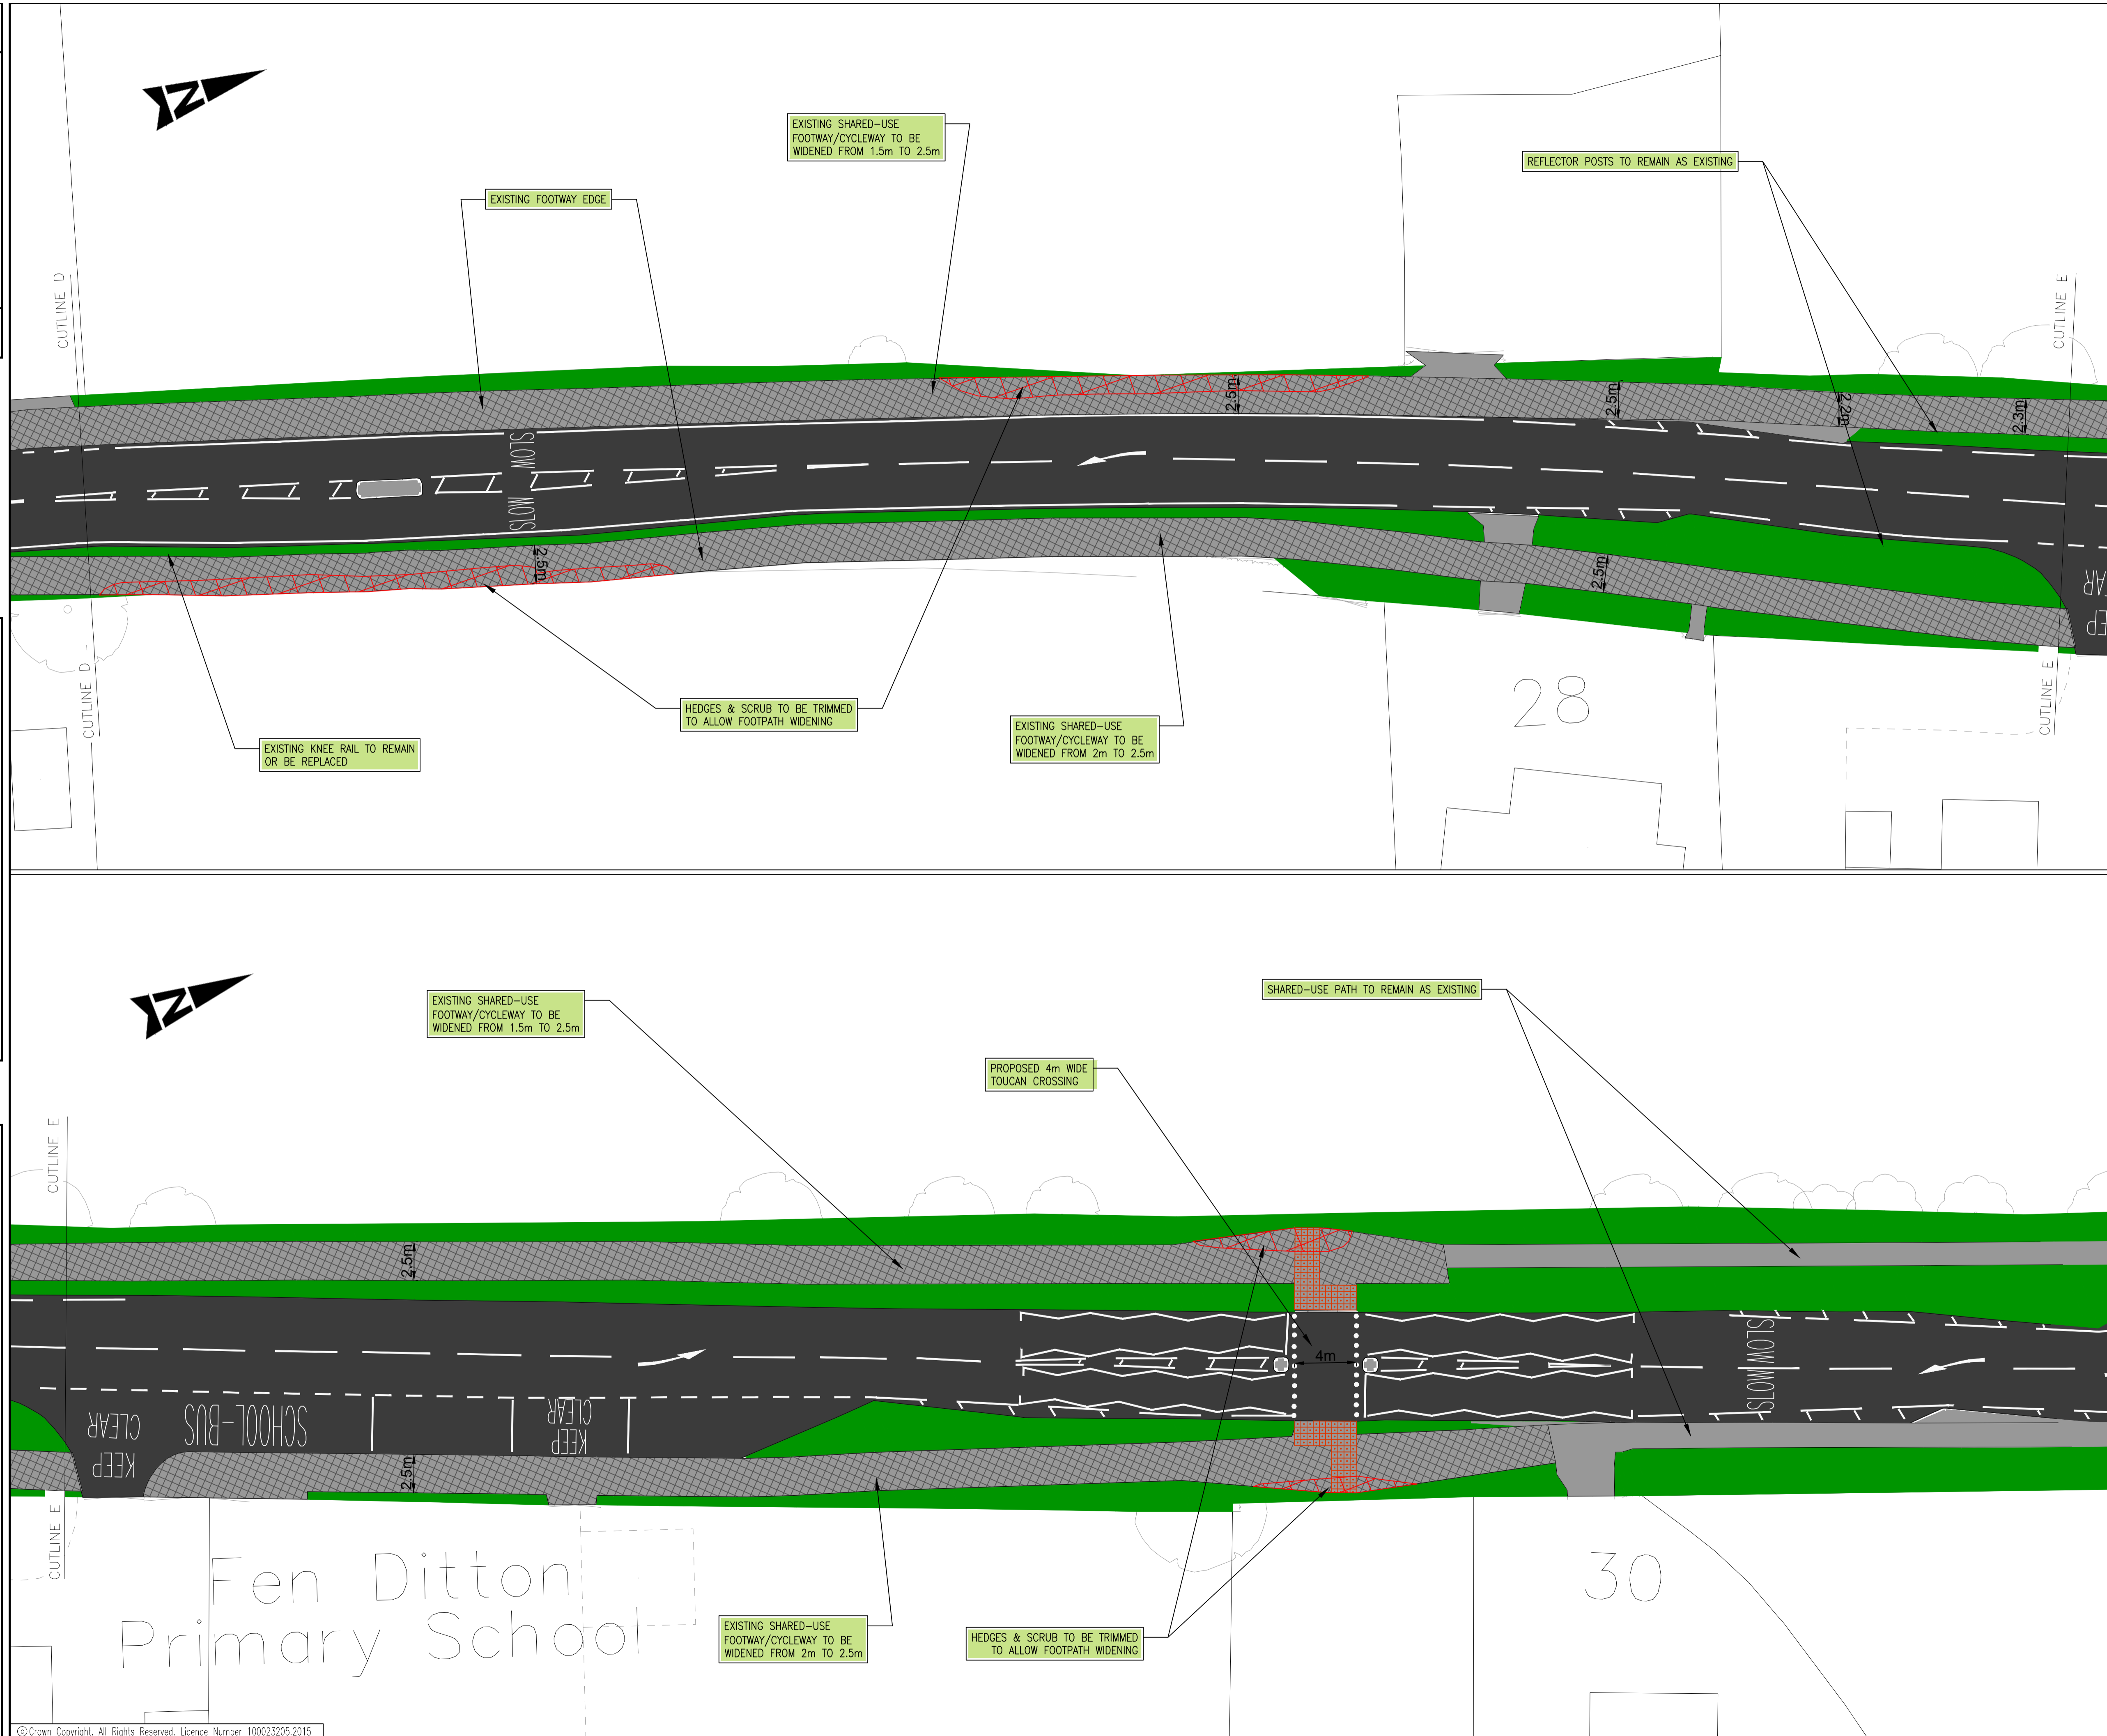 N
EXISTING SHARED-USE
FOOTWAY/CYCLEWAY TO BE
WIDENED FROM 1.5m TO 2.5m
REFLECTOR POSTS TO REMAIN AS EXISTING
EXISTING FOOTWAY EDGE
CUTLINE D
CUTLINE E
2.5m
2.5m
2.2m
2.3m
SLOW
SLOW
2.5m
2.5m
KEEP
CLEAR
CUTLINE D -
CUTLINE E
28
HEDGES & SCRUB TO BE TRIMMED
TO ALLOW FOOTPATH WIDENING
EXISTING SHARED-USE
FOOTWAY/CYCLEWAY TO BE
WIDENED FROM 2m TO 2.5m
EXISTING KNEE RAIL TO REMAIN
OR BE REPLACED
N
EXISTING SHARED-USE
FOOTWAY/CYCLEWAY TO BE
WIDENED FROM 1.5m TO 2.5m
SHARED-USE PATH TO REMAIN AS EXISTING
PROPOSED 4m WIDE
TOUCAN CROSSING
CUTLINE E
2.5m
4m
SLOW
SLOW
KEEP
CLEAR
SCHOOL-BUS
KEEP
CLEAR
2.5m
CUTLINE E
Fen Ditton
Primary School
30
EXISTING SHARED-USE
FOOTWAY/CYCLEWAY TO BE
WIDENED FROM 2m TO 2.5m
HEDGES & SCRUB TO BE TRIMMED
TO ALLOW FOOTPATH WIDENING
© Crown Copyright. All Rights Reserved. Licence Number 100023205.2015